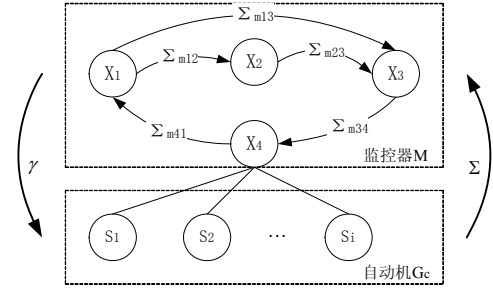 Σm13
X1
Σm12
X2
Σm23
X3
Σm41
X4
Σm34
监控器M
γ
Σ
S1
S2
…
Si
自动机Gc